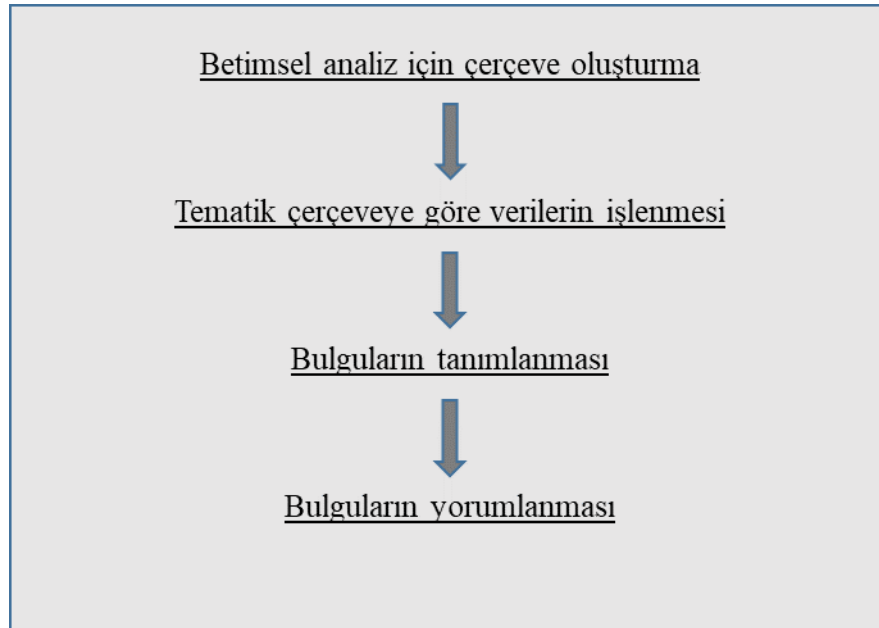 Betimsel analiz için çerçeve oluşturma
Tematik çerçeveye göre verilerin işlenmesi
Bulguların tanımlanması
Bulguların yorumlanması